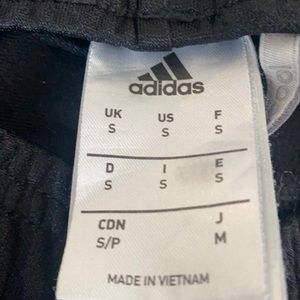 adidas
UK US F
S S S
D I E
S S S
CDN J
S/P M
MADE IN VIETNAM